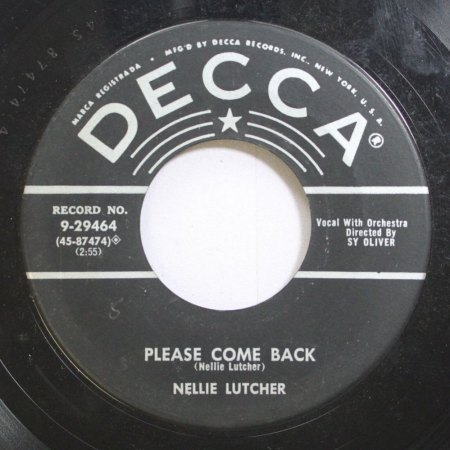 MARCA REGISTRADA • MF'G'D BY DECCA RECORDS, INC., NEW YORK, U. S. A.
DECCA®
RECORD NO.
9-29464
(45-87474)
(2:55)
Vocal With Orchestra
Directed By
SY OLIVER
PLEASE COME BACK
(Nellie Lutcher)
NELLIE LUTCHER